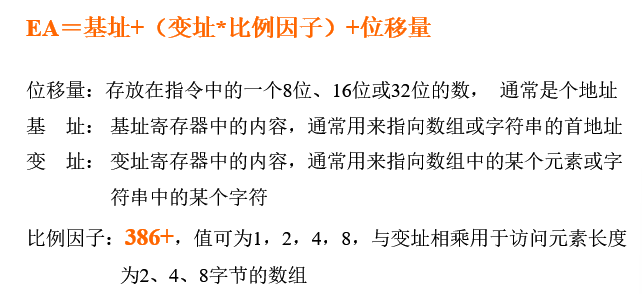 EA＝基址+（变址*比例因子）+位移量
位移量：存放在指令中的一个8位、16位或32位的数， 通常是个地址
基　址：基址寄存器中的内容，通常用来指向数组或字符串的首地址
变　址：变址寄存器中的内容，通常用来指向数组中的某个元素或字
符串中的某个字符
比例因子：386+，值可为1，2，4，8，与变址相乘用于访问元素长度
为2、4、8字节的数组